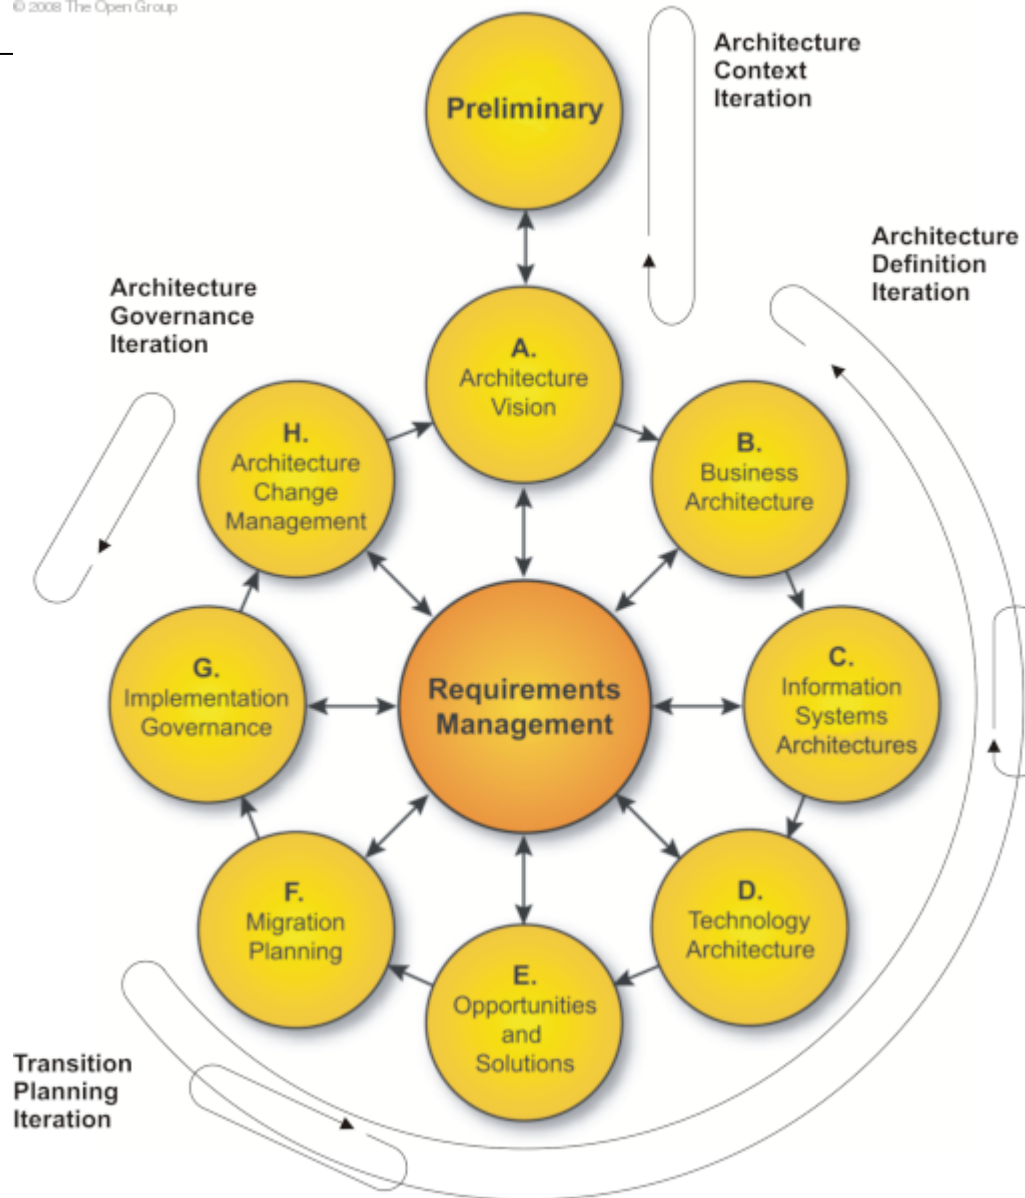 © 2008 The Open Group
Preliminary
Architecture
Context
Iteration
Architecture
Definition
Iteration
Architecture
Governance
Iteration
A.
Architecture
Vision
H.
Architecture
Change
Management
B.
Business
Architecture
G.
Implementation
Governance
Requirements
Management
C.
Information
Systems
Architectures
F.
Migration
Planning
D.
Technology
Architecture
E.
Opportunities
and
Solutions
Transition
Planning
Iteration